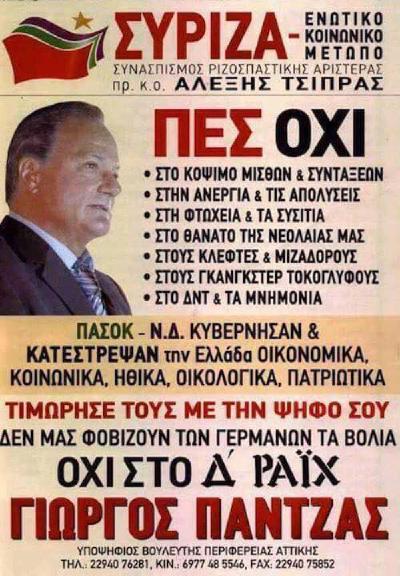 ΣΥΡΙΖΑ-ΕΝΩΤΙΚΟ ΚΟΙΝΩΝΙΚΟ ΜΕΤΩΠΟ
ΣΥΝΑΣΠΙΣΜΟΣ ΡΙΖΟΣΠΑΣΤΙΚΗΣ ΑΡΙΣΤΕΡΑΣ
πρ. κ.ο. ΑΛΕΞΗΣ ΤΣΙΠΡΑΣ
ΠΕΣ ΟΧΙ
• ΣΤΟ ΚΟΨΙΜΟ ΜΙΣΘΩΝ & ΣΥΝΤΑΞΕΩΝ
• ΣΤΗΝ ΑΝΕΡΓΙΑ & ΤΙΣ ΑΠΟΛΥΣΕΙΣ
• ΣΤΗ ΦΤΩΧΕΙΑ & ΤΑ ΣΥΣΙΤΙΑ
• ΣΤΟ ΘΑΝΑΤΟ ΤΗΣ ΝΕΟΛΑΙΑΣ ΜΑΣ
• ΣΤΟΥΣ ΚΛΕΦΤΕΣ & ΜΙΖΑΔΟΡΟΥΣ
• ΣΤΟΥΣ ΓΚΑΝΓΚΣΤΕΡ ΤΟΚΟΓΛΥΦΟΥΣ
• ΣΤΟ ΔΝΤ & ΤΑ ΜΝΗΜΟΝΙΑ
ΠΑΣΟΚ - Ν.Δ. ΚΥΒΕΡΝΗΣΑΝ &
ΚΑΤΕΣΤΡΕΨΑΝ την Ελλάδα ΟΙΚΟΝΟΜΙΚΑ,
ΚΟΙΝΩΝΙΚΑ, ΗΘΙΚΑ, ΟΙΚΟΛΟΓΙΚΑ, ΠΑΤΡΙΩΤΙΚΑ
ΤΙΜΩΡΗΣΕ ΤΟΥΣ ΜΕ ΤΗΝ ΨΗΦΟ ΣΟΥ
ΔΕΝ ΜΑΣ ΦΟΒΙΖΟΥΝ ΤΩΝ ΓΕΡΜΑΝΩΝ ΤΑ ΒΟΛΙΑ
ΟΧΙ ΣΤΟ Δ΄ ΡΑΪΧ
ΓΙΩΡΓΟΣ ΠΑΝΤΖΑΣ
ΥΠΟΨΗΦΙΟΣ ΒΟΥΛΕΥΤΗΣ ΠΕΡΙΦΕΡΕΙΑΣ ΑΤΤΙΚΗΣ
ΤΗΛ.: 22940 76281, ΚΙΝ.: 6977 48 5546, FAX: 22940 75852